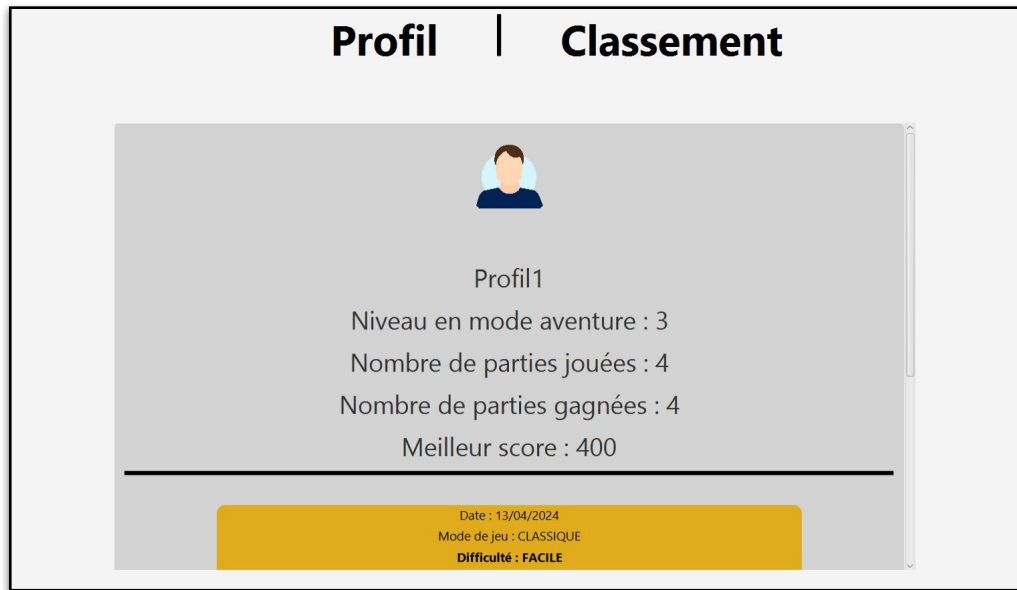 Profil | Classement
Profil1
Niveau en mode aventure : 3
Nombre de parties jouées : 4
Nombre de parties gagnées : 4
Meilleur score : 400
Date : 13/04/2024
Mode de jeu : CLASSIQUE
Difficulté : FACILE